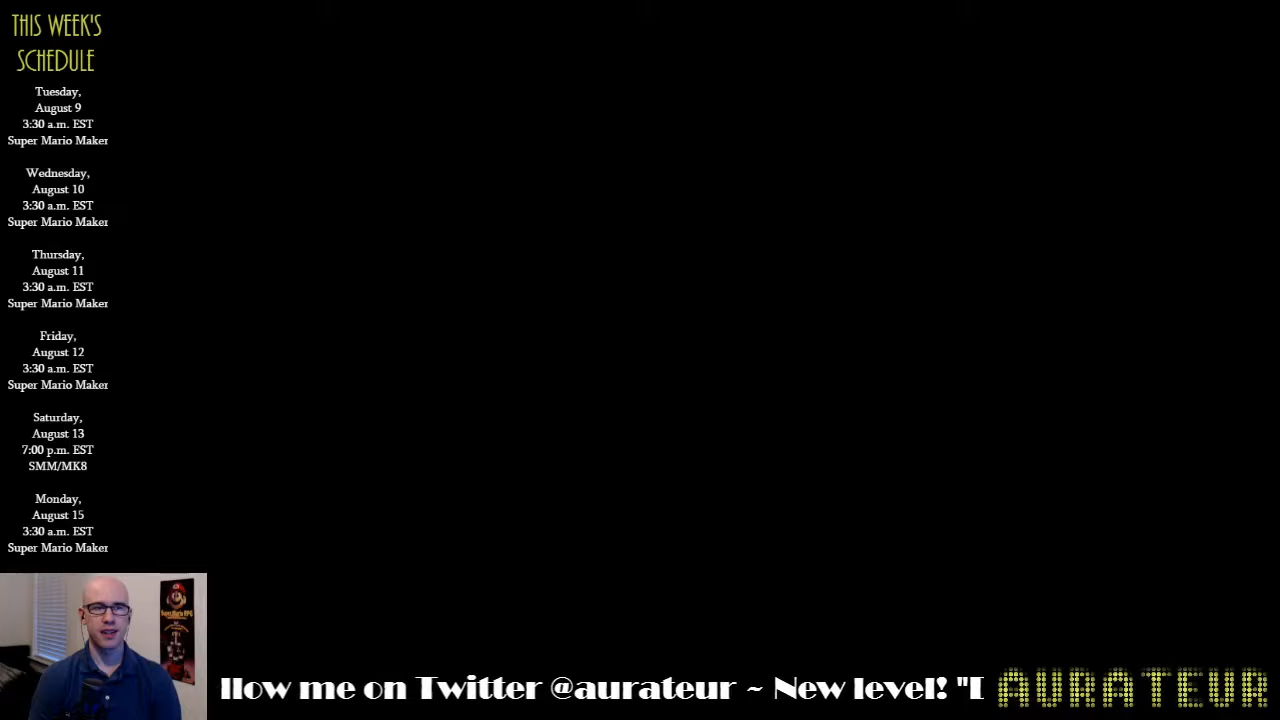 THIS WEEK'S
SCHEDULE
Tuesday,
August 9
3:30 a.m. EST
Super Mario Maker
Wednesday,
August 10
3:30 a.m. EST
Super Mario Maker
Thursday,
August 11
3:30 a.m. EST
Super Mario Maker
Friday,
August 12
3:30 a.m. EST
Super Mario Maker
Saturday,
August 13
7:00 p.m. EST
SMM/MK8
Monday,
August 15
3:30 a.m. EST
Super Mario Maker
Super Mario RPG
llow me on Twitter @aurateur ~ New level! "D
AURATEUR